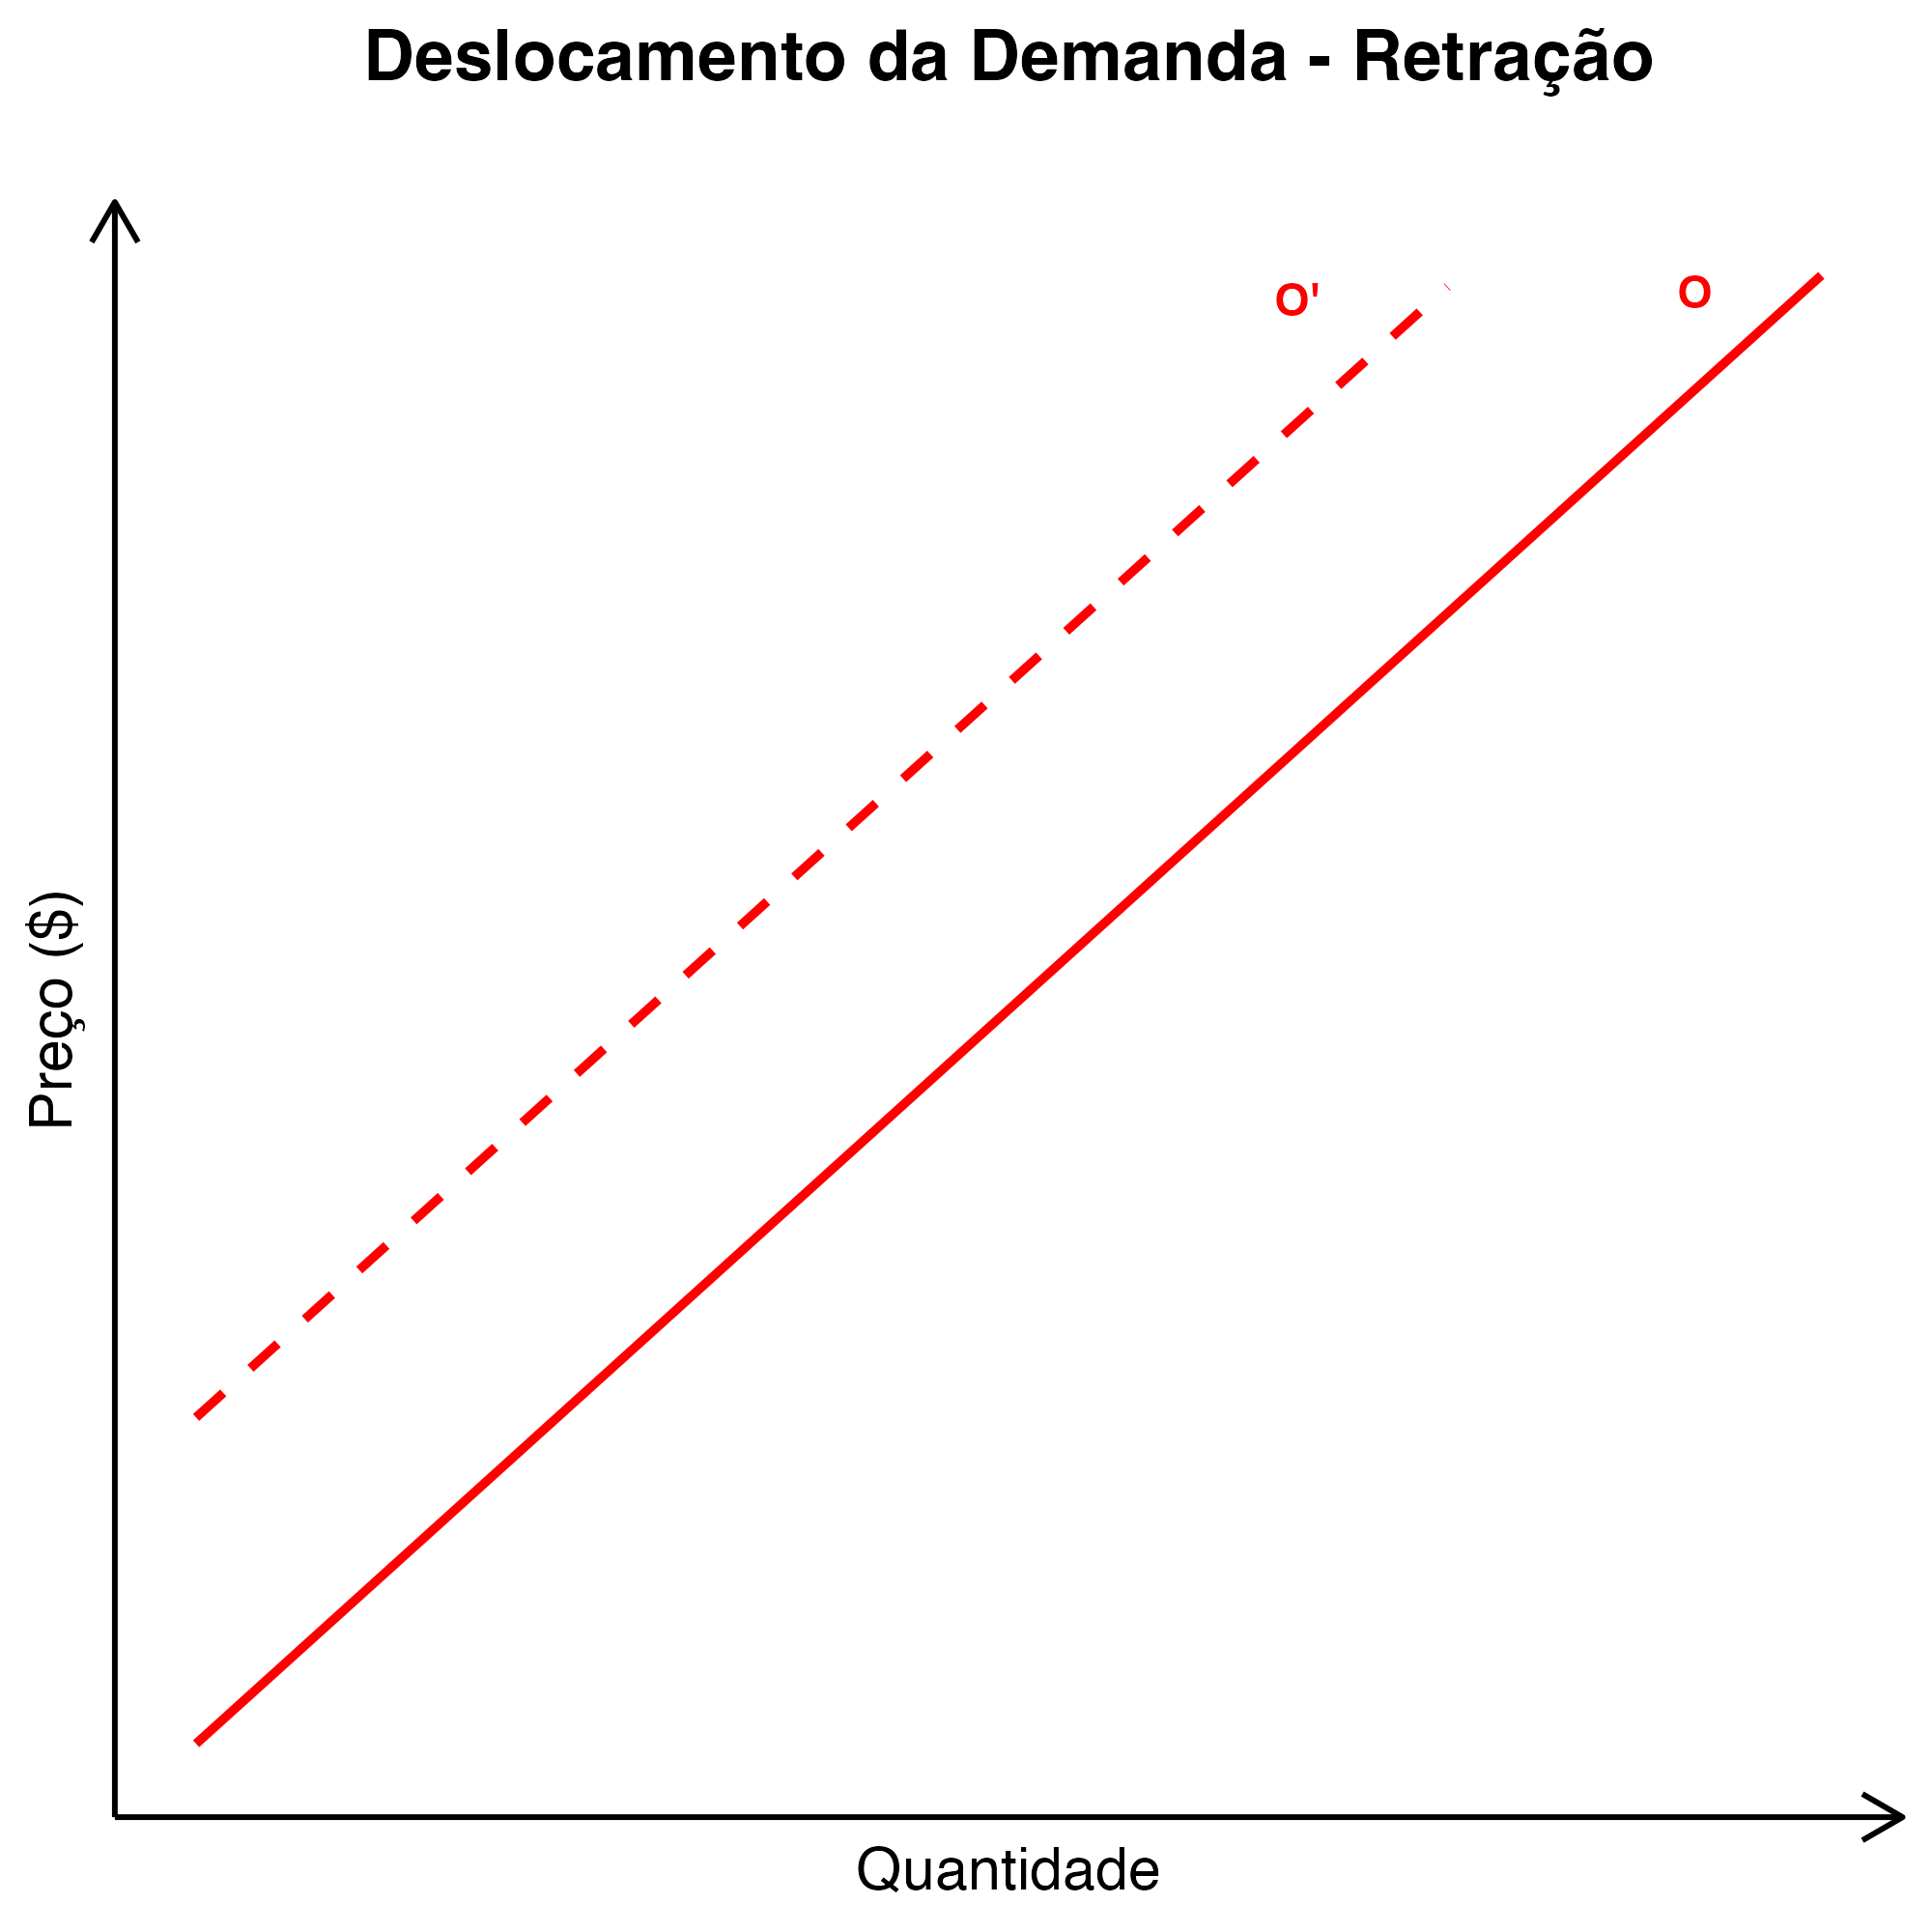 Deslocamento da Demanda - Retração
O'
O
Preço ($)
Quantidade